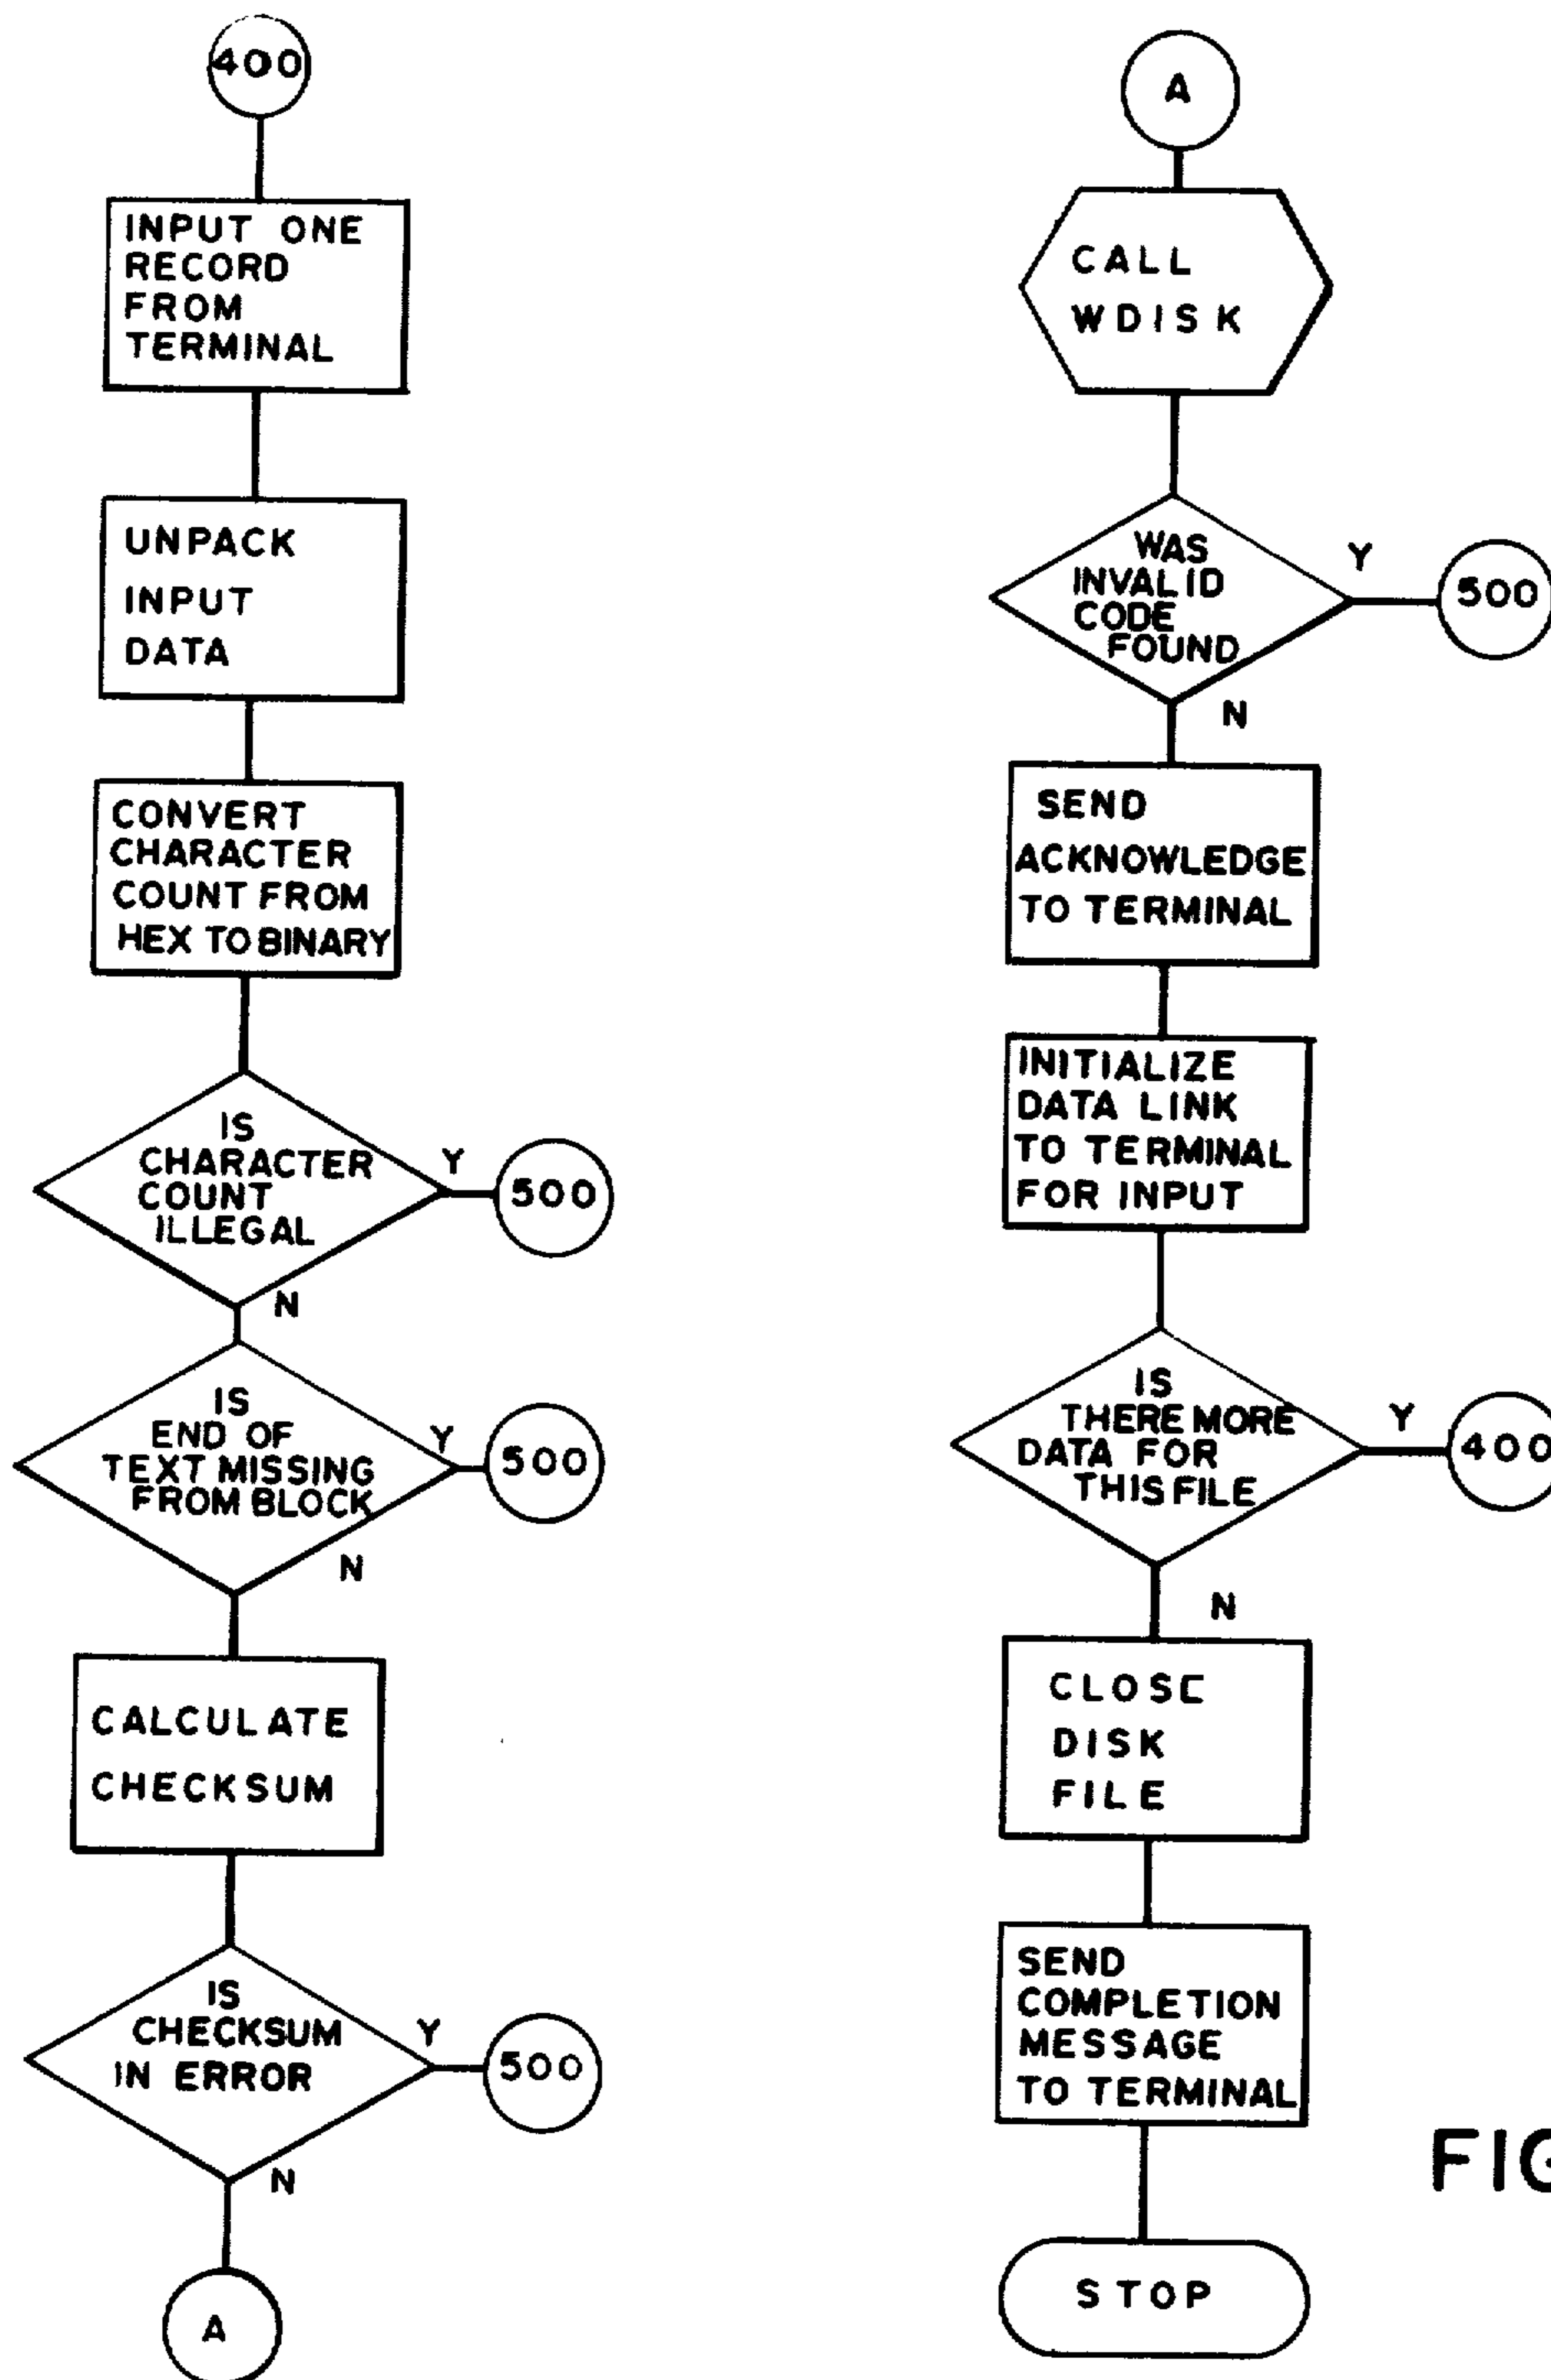 400
INPUT ONE
RECORD
FROM
TERMINAL
UNPACK
INPUT
DATA
CONVERT
CHARACTER
COUNT FROM
HEX TO BINARY
IS
CHARACTER
COUNT
ILLEGAL
Y
500
N
IS
END OF
TEXT MISSING
FROM BLOCK
Y
500
N
CALCULATE
CHECKSUM
IS
CHECKSUM
IN ERROR
Y
500
N
A
A
CALL
WDISK
WAS
INVALID
CODE
FOUND
Y
500
N
SEND
ACKNOWLEDGE
TO TERMINAL
INITIALIZE
DATA LINK
TO TERMINAL
FOR INPUT
IS
THERE MORE
DATA FOR
THIS FILE
Y
400
N
CLOSE
DISK
FILE
SEND
COMPLETION
MESSAGE
TO TERMINAL
STOP
FIG